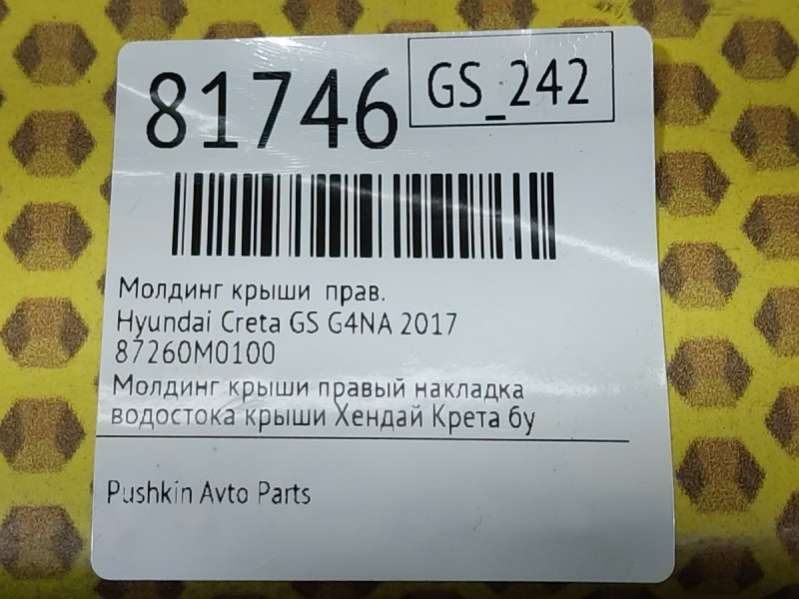 81746
GS_242
Молдинг крыши прав.
Hyundai Creta GS G4NA 2017
87260M0100
Молдинг крыши правый накладка
водостока крыши Хендай Крета бу
Pushkin Avto Parts